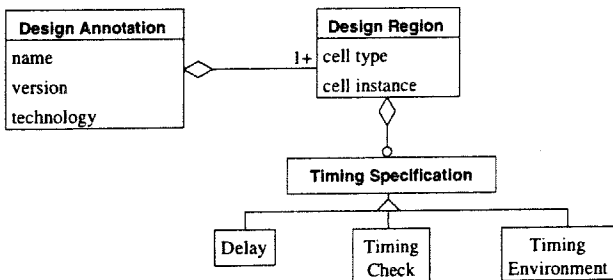 Design Annotation
name
version
technology
1+
Design Region
cell type
cell instance
Timing Specification
Delay
Timing
Check
Timing
Environment